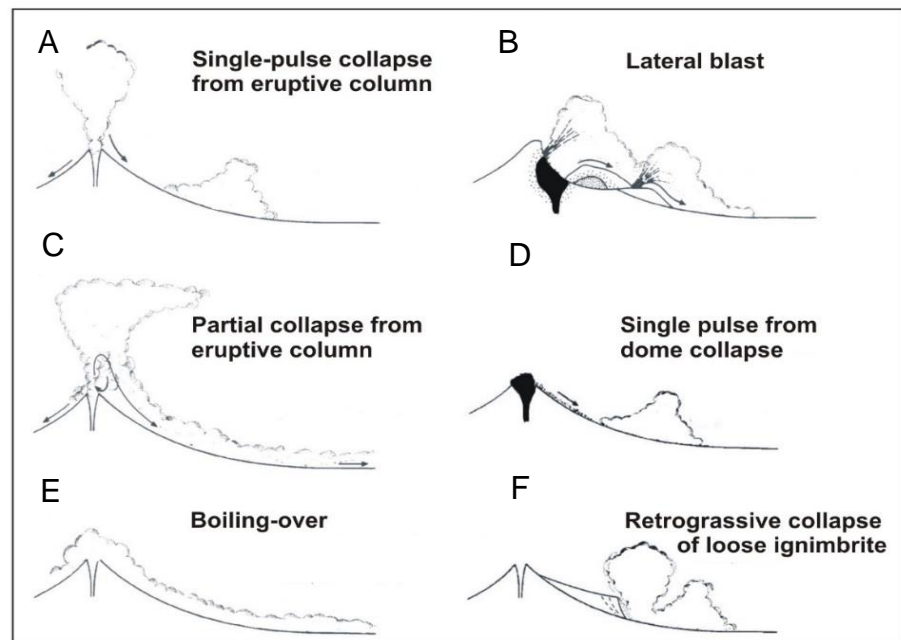 A
Single-pulse collapse
from eruptive column
B
Lateral blast
C
Partial collapse from
eruptive column
D
Single pulse from
dome collapse
E
Boiling-over
F
Retrograssive collapse
of loose ignimbrite